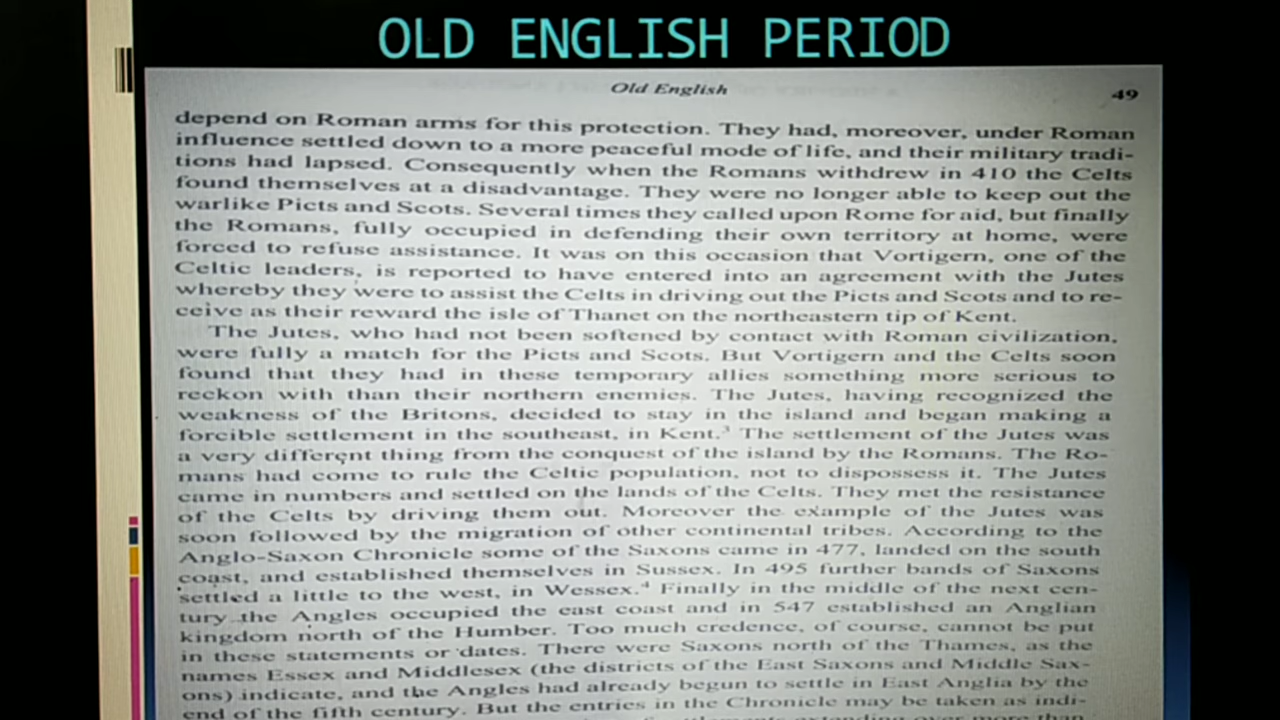 OLD ENGLISH PERIOD
Old English
49
depend on Roman arms for this protection. They had, moreover, under Roman
influence settled down to a more peaceful mode of life, and their military tradi-
tions had lapsed. Consequently when the Romans withdrew in 410 the Celts
found themselves at a disadvantage. They were no longer able to keep out the
warlike Picts and Scots. Several times they called upon Rome for aid, but finally
the Romans, fully occupied in defending their own territory at home, were
forced to refuse assistance. It was on this occasion that Vortigern, one of the
Celtic leaders, is reported to have entered into an agreement with the Jutes
whereby they were to assist the Celts in driving out the Picts and Scots and to re-
ceive as their reward the isle of Thanet on the northeastern tip of Kent.
The Jutes, who had not been softened by contact with Roman civilization,
were fully a match for the Picts and Scots. But Vortigern and the Celts soon
found that they had in these temporary allies something more serious to
reckon with than their northern enemies. The Jutes, having recognized the
weakness of the Britons, decided to stay in the island and began making a
forcible settlement in the southeast, in Kent.³ The settlement of the Jutes was
a very different thing from the conquest of the island by the Romans. The Ro-
mans had come to rule the Celtic population, not to dispossess it. The Jutes
came in numbers and settled on the lands of the Celts. They met the resistance
of the Celts by driving them out. Moreover the example of the Jutes was
soon followed by the migration of other continental tribes. According to the
Anglo-Saxon Chronicle some of the Saxons came in 477, landed on the south
coast, and established themselves in Sussex. In 495 further bands of Saxons
settled a little to the west, in Wessex.⁴ Finally in the middle of the next cen-
tury the Angles occupied the east coast and in 547 established an Anglian
kingdom north of the Humber. Too much credence, of course, cannot be put
in these statements or dates. There were Saxons north of the Thames, as the
names Essex and Middlesex (the districts of the East Saxons and Middle Sax-
ons) indicate, and the Angles had already begun to settle in East Anglia by the
end of the fifth century. But the entries in the Chronicle may be taken as indi-
extending over more than